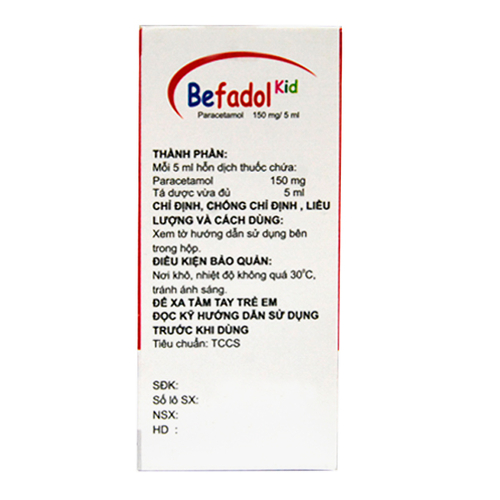 Befadol Kid
Paracetamol 150 mg/ 5 ml
THÀNH PHẦN:
Mỗi 5 ml hỗn dịch thuốc chứa:
Paracetamol 150 mg
Tá dược vừa đủ 5 ml
CHỈ ĐỊNH, CHỐNG CHỈ ĐỊNH , LIỀU
LƯỢNG VÀ CÁCH DÙNG:
Xem tờ hướng dẫn sử dụng bên
trong hộp.
ĐIỀU KIỆN BẢO QUẢN:
Nơi khô, nhiệt độ không quá 30°C,
tránh ánh sáng.
ĐỂ XA TẦM TAY TRẺ EM
ĐỌC KỸ HƯỚNG DẪN SỬ DỤNG
TRƯỚC KHI DÙNG
Tiêu chuẩn: TCCS
SĐK:
Số lô SX:
NSX:
HD :